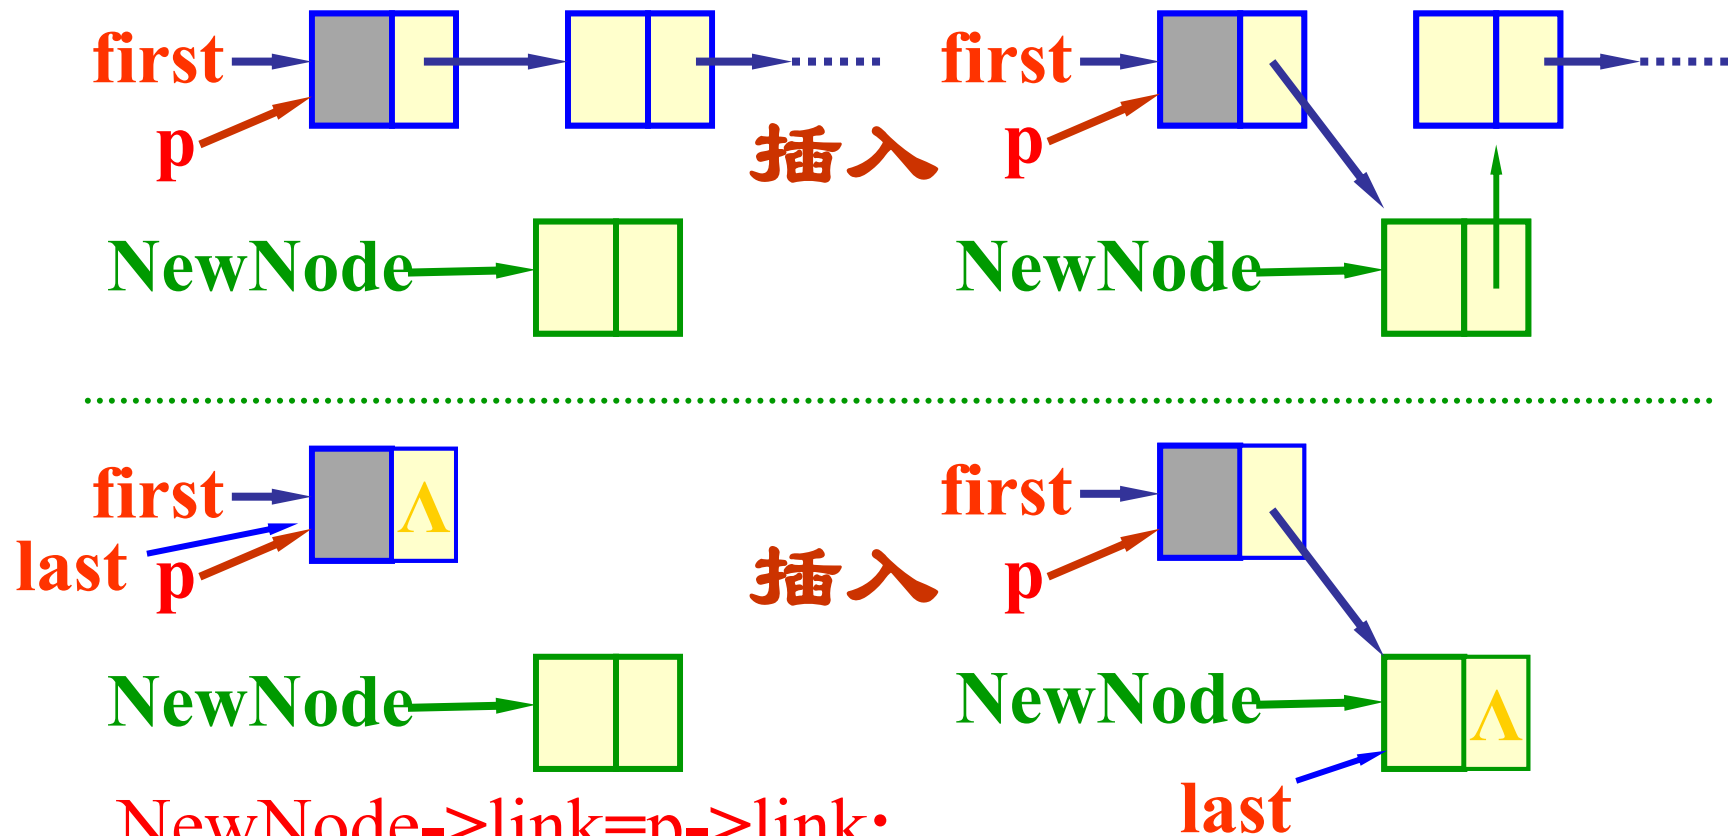 first first
p 插入 p
NewNode NewNode
first Λ first
last p 插入 p
NewNode NewNode Λ
NewNode->link=p->link; last